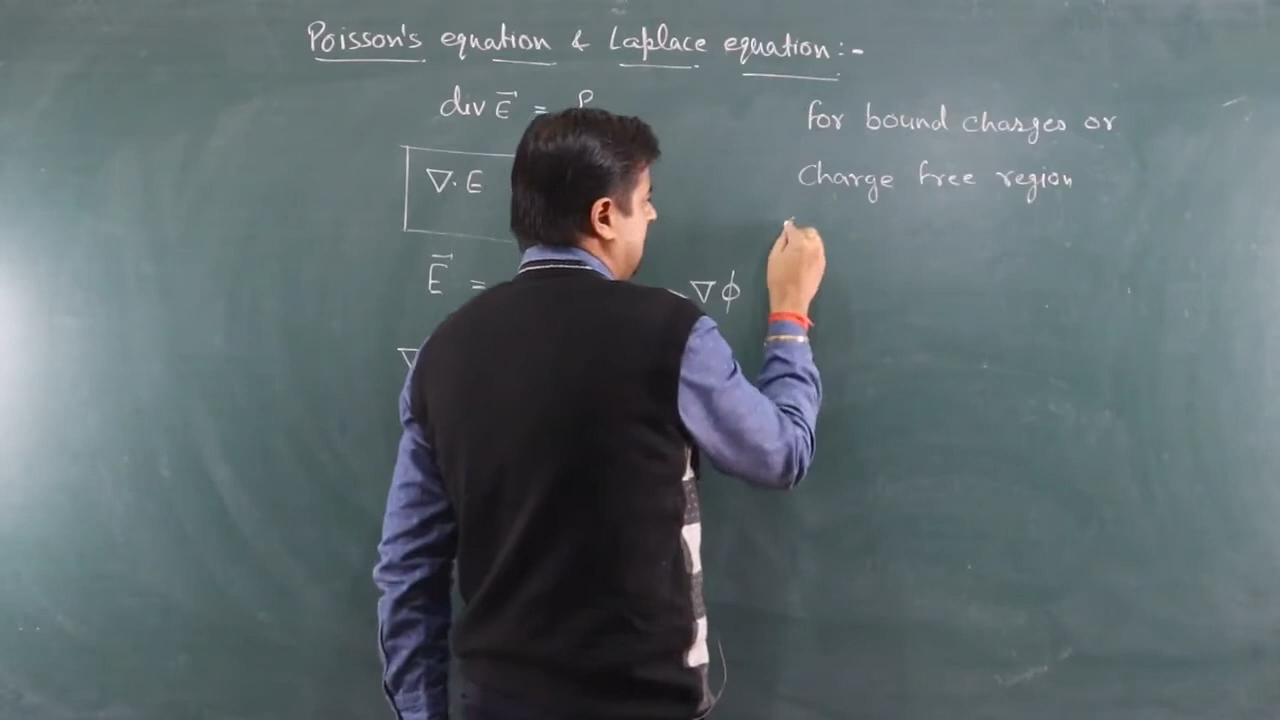 Poisson's equation & Laplace equation:-
div E⃗ = ρ
∇·E
E⃗ = - ∇φ
∇
for bound charges or
Charge free region